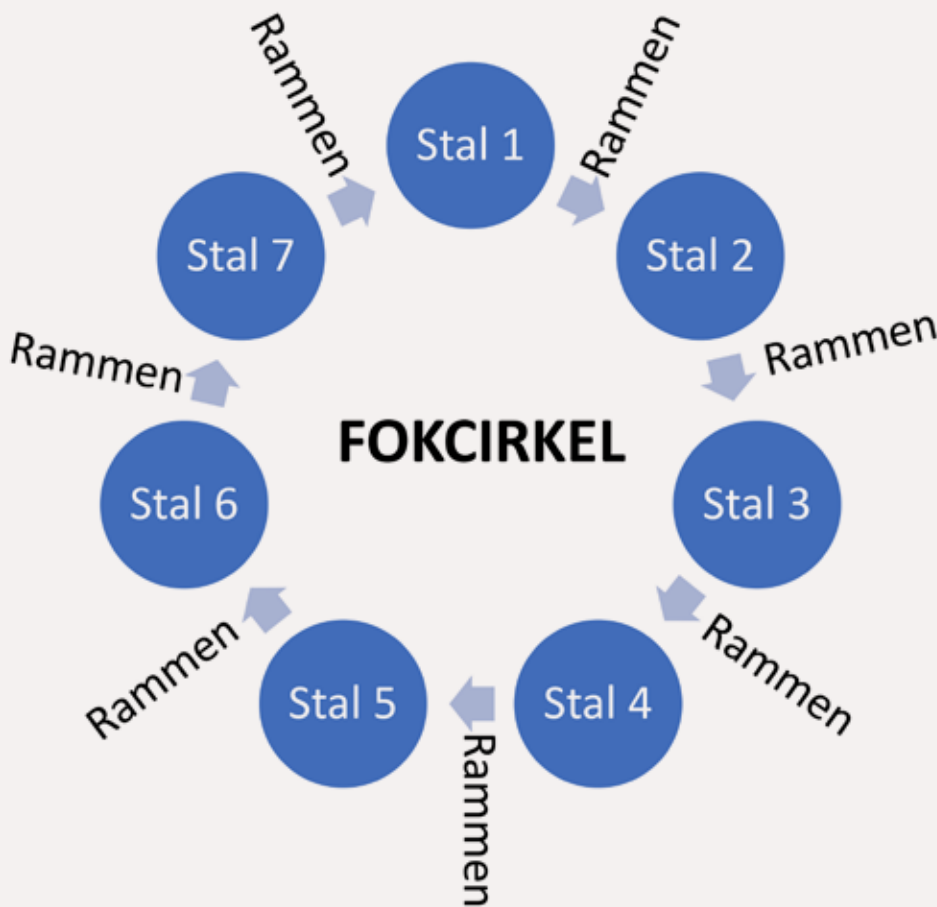 Stal 1
Rammen
Stal 2
Rammen
Stal 3
Rammen
Stal 4
Rammen
Stal 5
Rammen
Stal 6
Rammen
Stal 7
Rammen
FOKCIRKEL